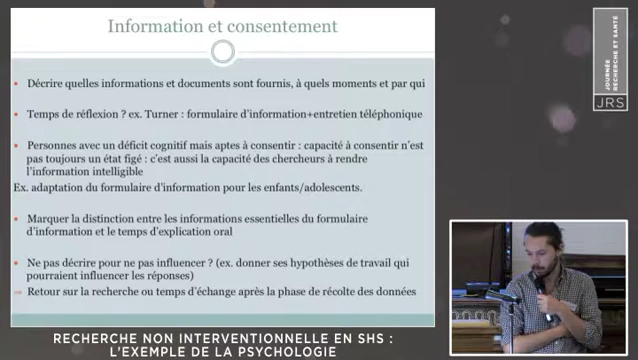 Information et consentement
• Décrire quelles informations et documents sont fournis, à quels moments et par qui
• Temps de réflexion ? ex. Turner : formulaire d'information+entretien téléphonique
• Personnes avec un déficit cognitif mais aptes à consentir : capacité à consentir n'est
pas toujours un état figé : c'est aussi la capacité des chercheurs à rendre
l'information intelligible
Ex. adaptation du formulaire d'information pour les enfants/adolescents.
• Marquer la distinction entre les informations essentielles du formulaire
d'information et le temps d'explication oral
• Ne pas décrire pour ne pas influencer ? (ex. donner ses hypothèses de travail qui
pourraient influencer les réponses)
⇒ Retour sur la recherche ou temps d'échange après la phase de récolte des données
JOURNÉE
RECHERCHE ET SANTÉ
JRS
RECHERCHE NON INTERVENTIONNELLE EN SHS :
L'EXEMPLE DE LA PSYCHOLOGIE